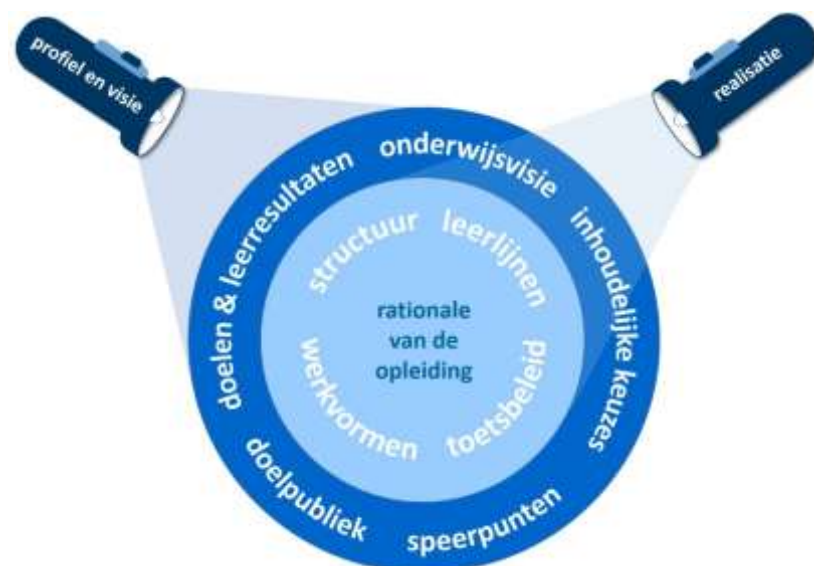 profiel en visie
realisatie
doelen & leerresultaten
onderwijsvisie
inhoudelijke keuzes
speerpunten
doelpubliek
structuur
leerlijnen
toetsbeleid
werkvormen
rationale
van de
opleiding